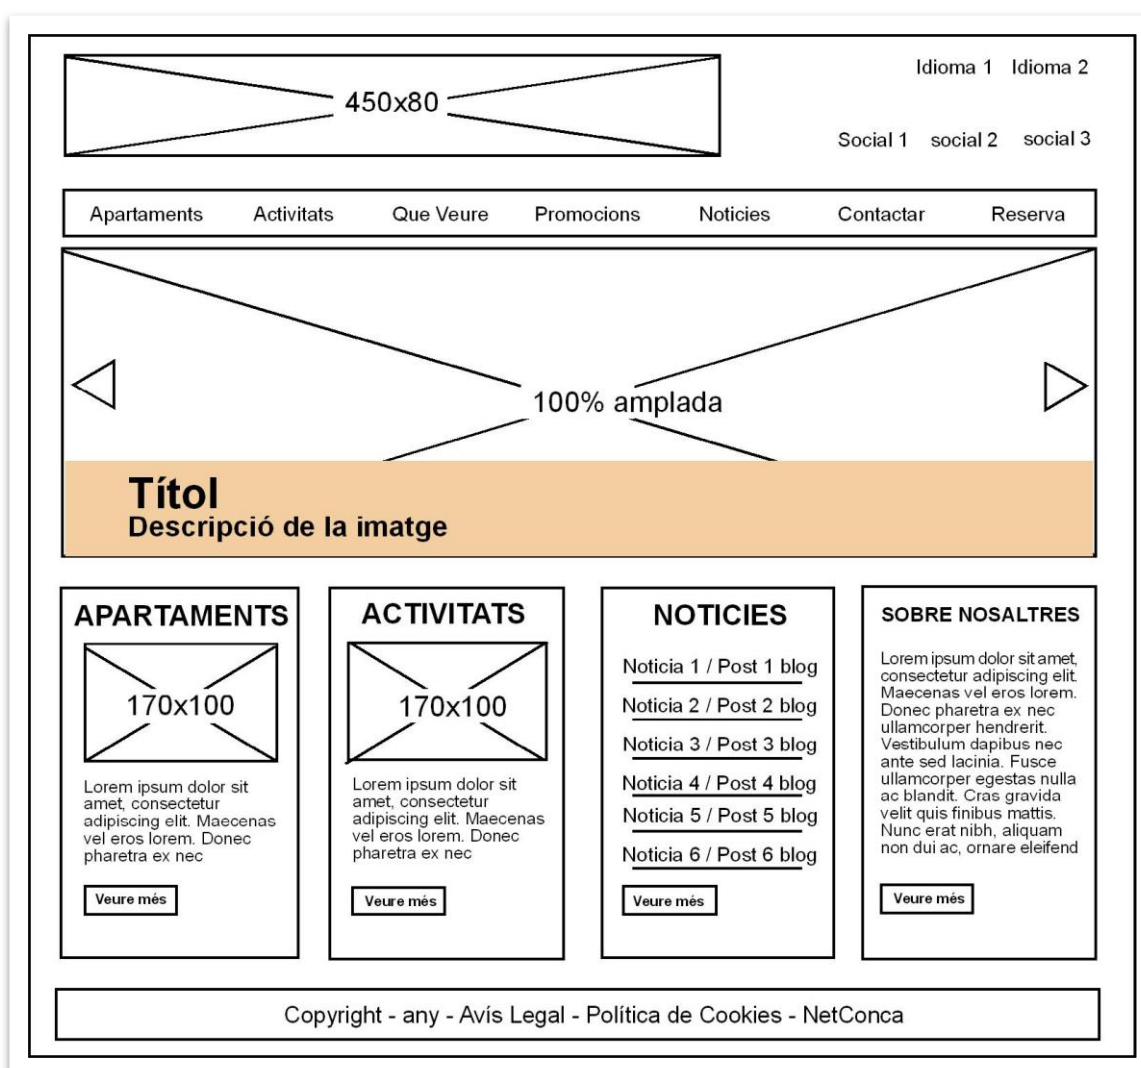 450x80
Idioma 1 Idioma 2
Social 1 social 2 social 3
Apartaments Activitats Que Veure Promocions Noticies Contactar Reserva
100% amplada
Títol
Descripció de la imatge
APARTAMENTS
170x100
Lorem ipsum dolor sit
amet, consectetur
adipiscing elit. Maecenas
vel eros lorem. Donec
pharetra ex nec
Veure més
ACTIVITATS
170x100
Lorem ipsum dolor sit
amet, consectetur
adipiscing elit. Maecenas
vel eros lorem. Donec
pharetra ex nec
Veure més
NOTICIES
Noticia 1 / Post 1 blog
Noticia 2 / Post 2 blog
Noticia 3 / Post 3 blog
Noticia 4 / Post 4 blog
Noticia 5 / Post 5 blog
Noticia 6 / Post 6 blog
Veure més
SOBRE NOSALTRES
Lorem ipsum dolor sit amet,
consectetur adipiscing elit.
Maecenas vel eros lorem.
Donec pharetra ex nec
ullamcorper hendrerit.
Vestibulum dapibus nec
ante sed lacinia. Fusce
ullamcorper egestas nulla
ac blandit. Cras gravida
velit quis finibus mattis.
Nunc erat nibh, aliquam
non dui ac, ornare eleifend
Veure més
Copyright - any - Avís Legal - Política de Cookies - NetConca